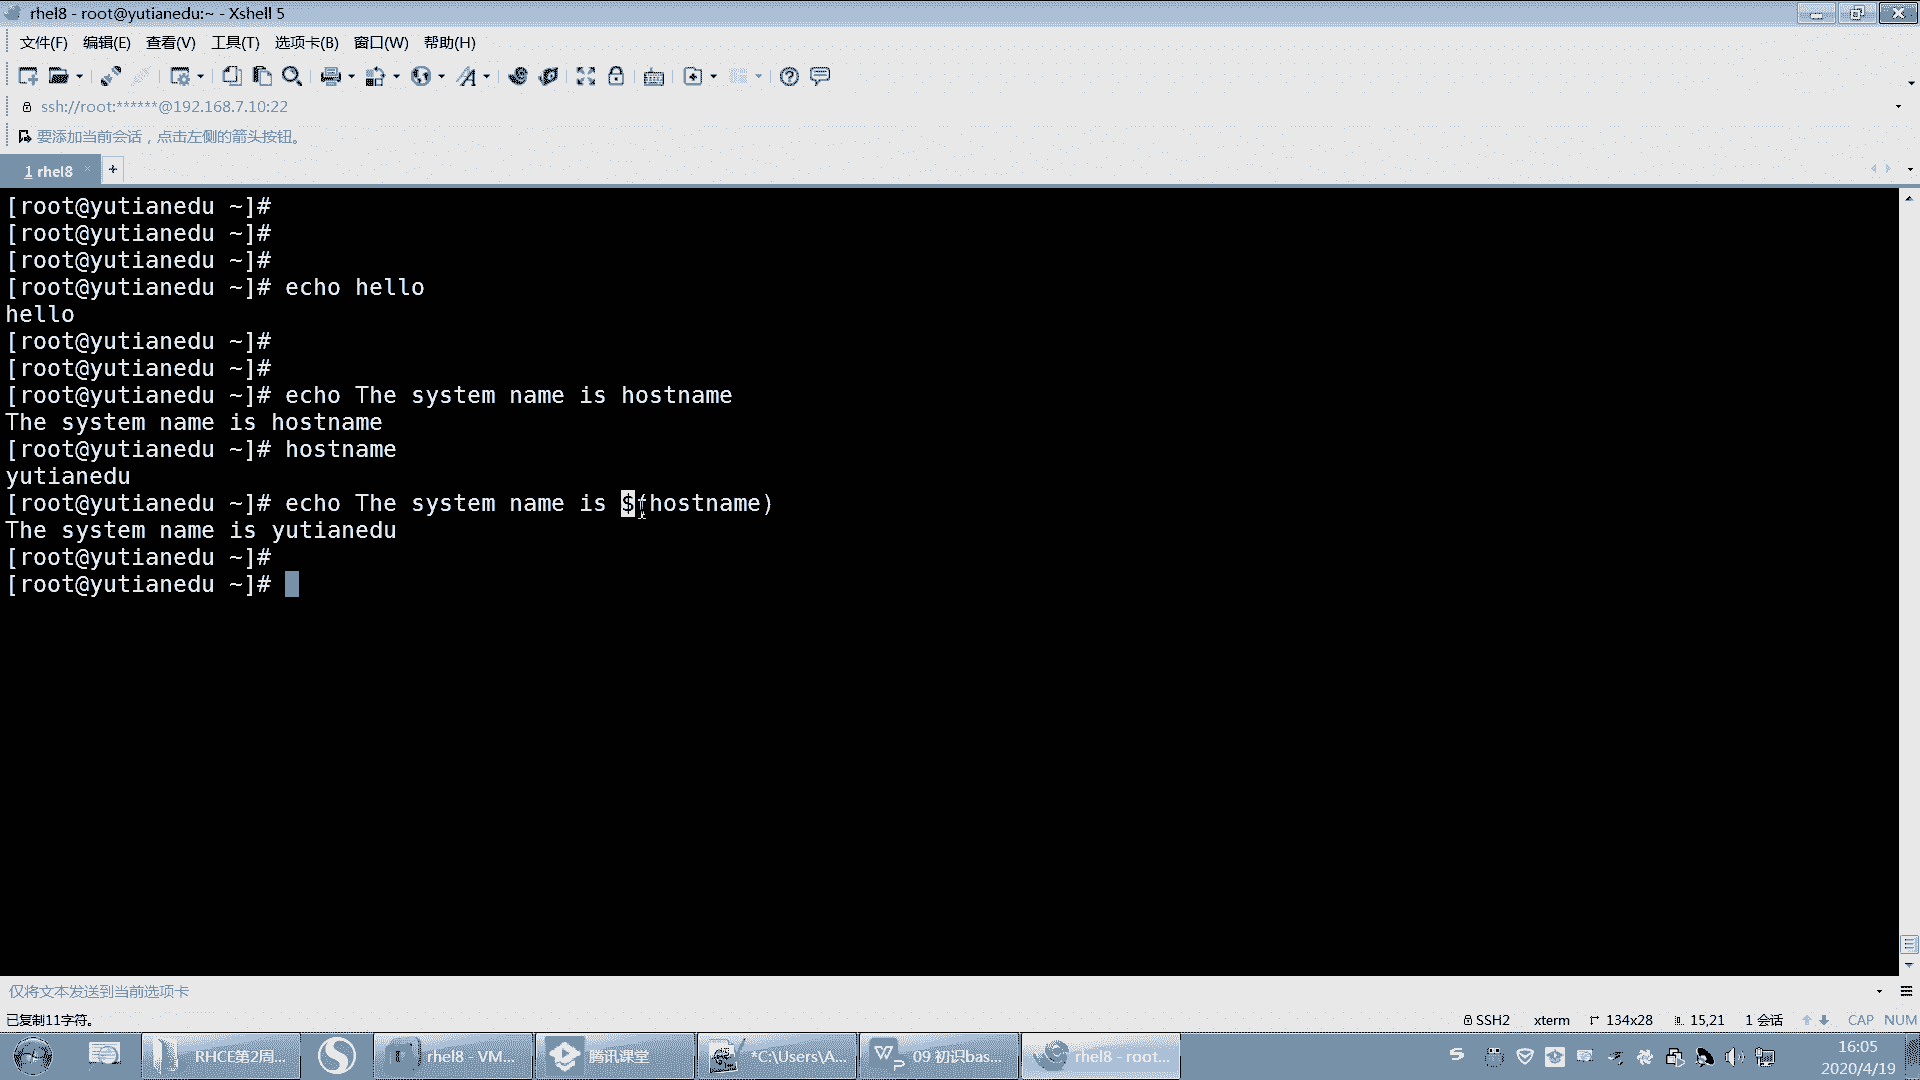 rhel8 - root@yutianedu:~ - Xshell 5
文件(F) 编辑(E) 查看(V) 工具(T) 选项卡(B) 窗口(W) 帮助(H)
ssh://root:******@192.168.7.10:22
要添加当前会话，点击左侧的箭头按钮。
1 rhel8 × +
[root@yutianedu ~]#
[root@yutianedu ~]#
[root@yutianedu ~]#
[root@yutianedu ~]# echo hello
hello
[root@yutianedu ~]#
[root@yutianedu ~]#
[root@yutianedu ~]# echo The system name is hostname
The system name is hostname
[root@yutianedu ~]# hostname
yutianedu
[root@yutianedu ~]# echo The system name is $(hostname)
The system name is yutianedu
[root@yutianedu ~]#
[root@yutianedu ~]#
仅将文本发送到当前选项卡
已复制11字符。 SSH2 xterm 134x28 15,21 1 会话 CAP NUM
RHCE第2周... rhel8 - VM... 腾讯课堂 *C:\Users\A... 09 初识bas... rhel8 - root... 16:05
2020/4/19